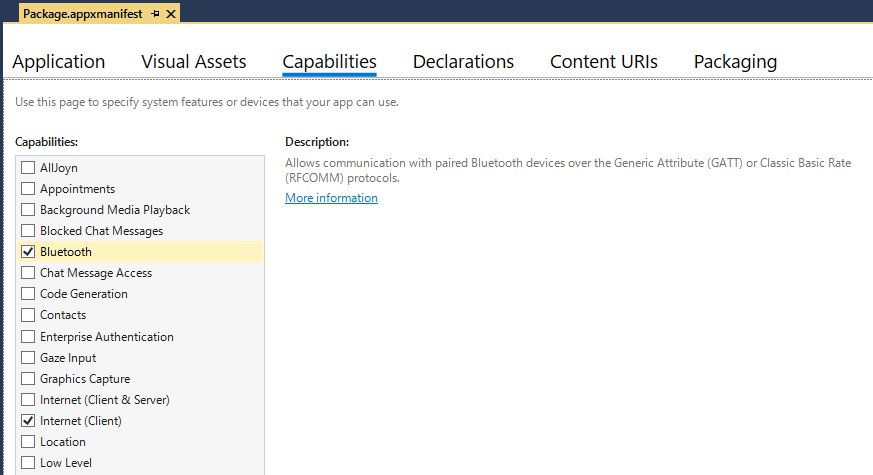 Package.appxmanifest
Application Visual Assets Capabilities Declarations Content URIs Packaging
Use this page to specify system features or devices that your app can use.
Capabilities:
AllJoyn
Appointments
Background Media Playback
Blocked Chat Messages
Bluetooth
Chat Message Access
Code Generation
Contacts
Enterprise Authentication
Gaze Input
Graphics Capture
Internet (Client & Server)
Internet (Client)
Location
Low Level
Description:
Allows communication with paired Bluetooth devices over the Generic Attribute (GATT) or Classic Basic Rate
(RFCOMM) protocols.
More information